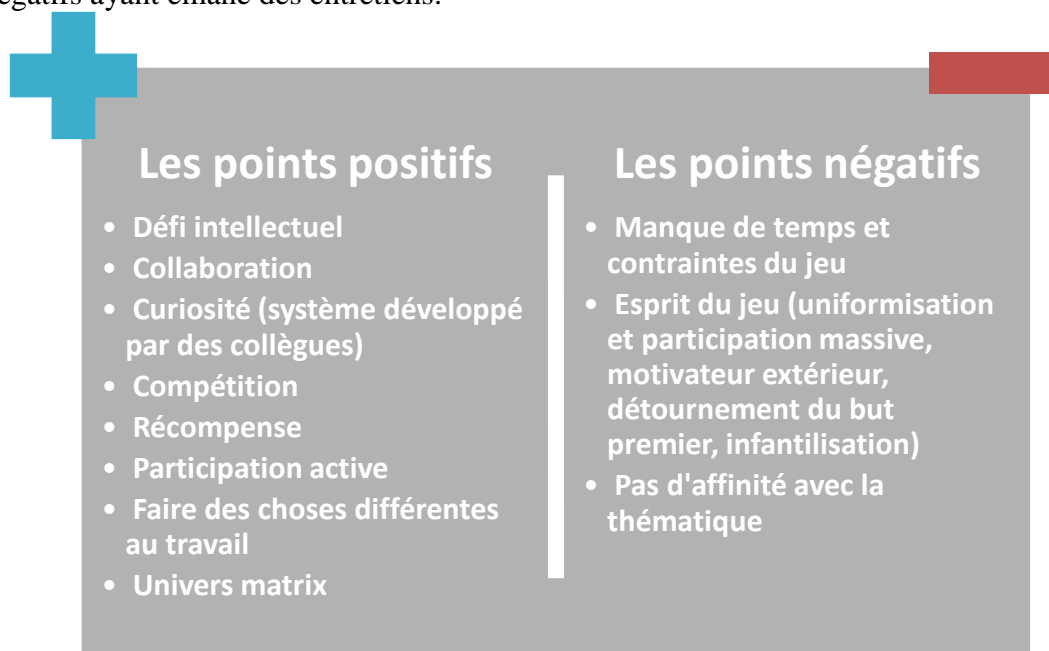 ayant émané des entretiens.
Les points positifs
• Défi intellectuel
• Collaboration
• Curiosité (système développé
par des collègues)
• Compétition
• Récompense
• Participation active
• Faire des choses différentes
au travail
• Univers matrix
Les points négatifs
• Manque de temps et
contraintes du jeu
• Esprit du jeu (uniformisation
et participation massive,
motivateur extérieur,
détournement du but
premier, infantilisation)
• Pas d'affinité avec la
thématique